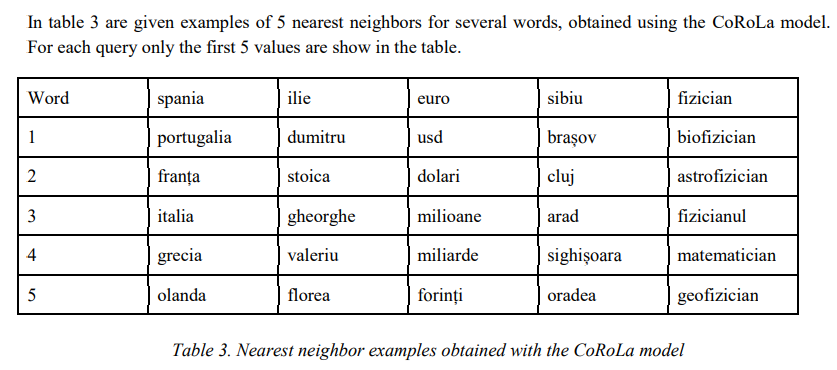 In table 3 are given examples of 5 nearest neighbors for several words, obtained using the CoRoLa model.
For each query only the first 5 values are show in the table.
Word spania ilie euro sibiu fizician
1 portugalia dumitru usd brașov biofizician
2 franța stoica dolari cluj astrofizician
3 italia gheorghe milioane arad fizicianul
4 grecia valeriu miliarde sighișoara matematician
5 olanda florea forinți oradea geofizician
Table 3. Nearest neighbor examples obtained with the CoRoLa model